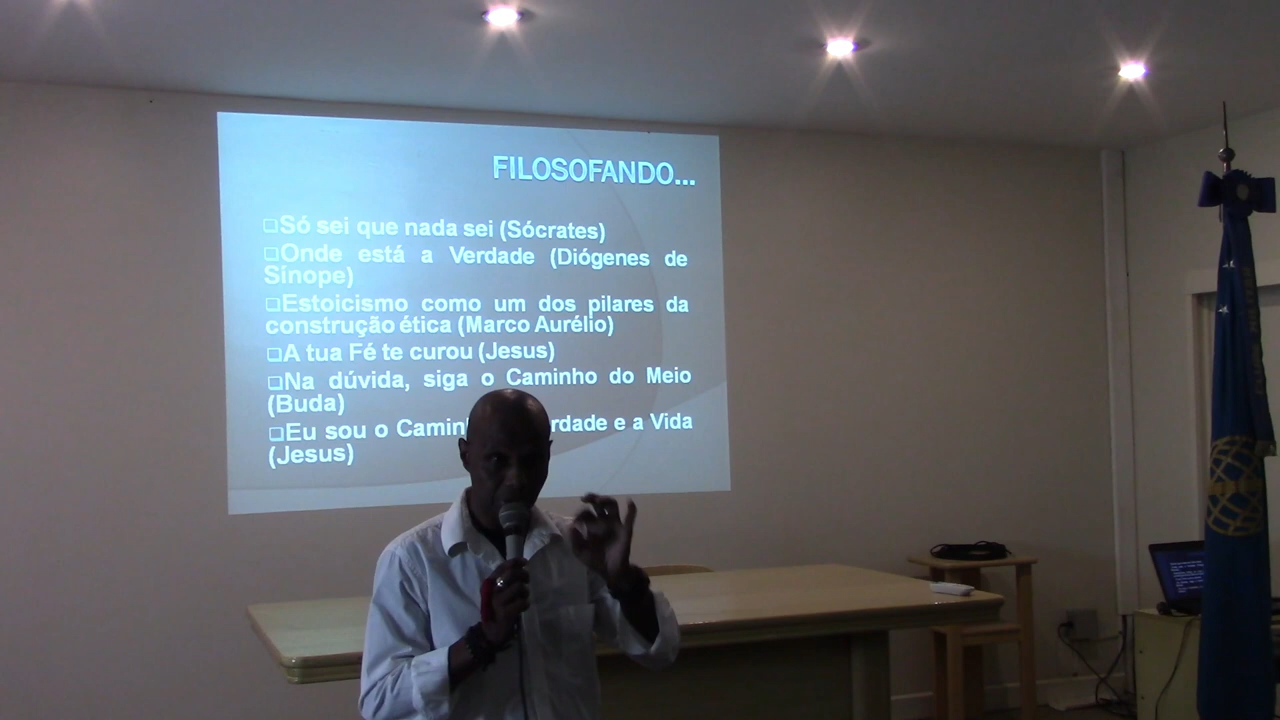 FILOSOFANDO...
❑Só sei que nada sei (Sócrates)
❑Onde está a Verdade (Diógenes de
Sínope)
❑Estoicismo como um dos pilares da
construção ética (Marco Aurélio)
❑A tua Fé te curou (Jesus)
❑Na dúvida, siga o Caminho do Meio
(Buda)
❑Eu sou o e a Vida
(Jesus)